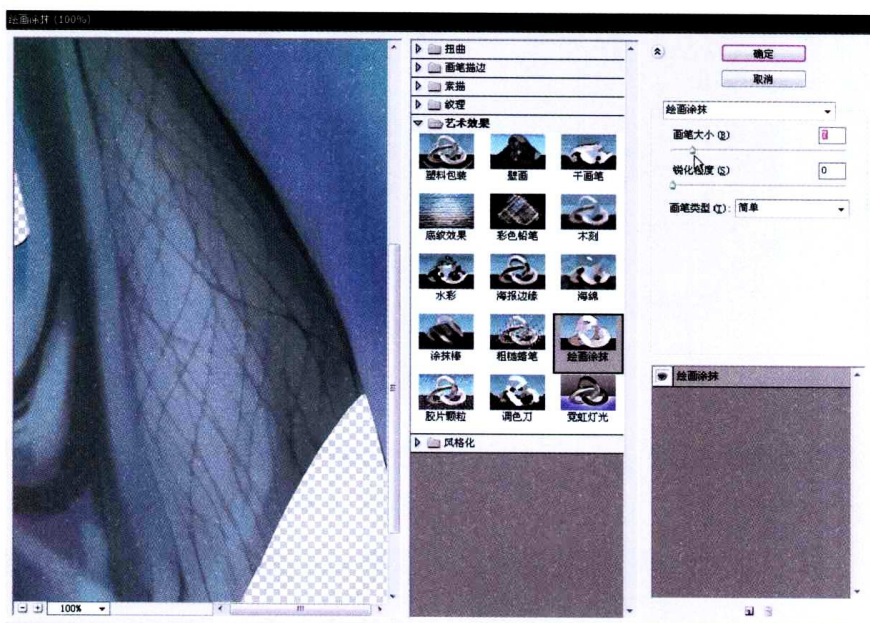 绘画涂抹 (100%)
扭曲
画笔描边
素描
纹理
艺术效果
塑料包装 壁画 干画笔
底纹效果 彩色铅笔 木刻
水彩 海报边缘 海绵
涂抹棒 粗糙蜡笔 绘画涂抹
胶片颗粒 调色刀 霓虹灯光
风格化
100%
确定
取消
绘画涂抹
画笔大小 (B)
锐化程度 (S) 0
画笔类型 (T): 简单
绘画涂抹